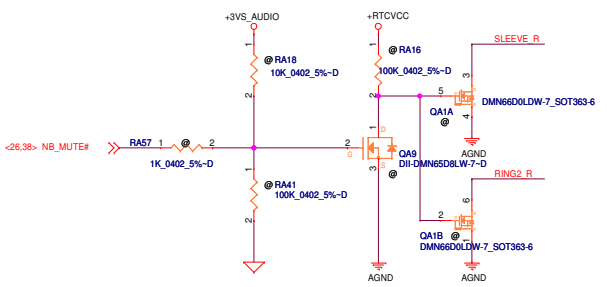 +3VS_AUDIO
+RTCVCC
SLEEVE_R
1
@ RA18
10K_0402_5%~D
2
1
@ RA16
100K_0402_5%~D
2
3
5
QA1A
@
4
DMN66D0LDW-7_SOT363-6
AGND
<26,38> NB_MUTE#
RA57
1
@
2
1K_0402_5%~D
2
G
1
D
S
3
QA9
DII-DMN65D8LW-7~D
@
1
@ RA41
100K_0402_5%~D
2
RING2_R
6
2
1
QA1B @
DMN66D0LDW-7_SOT363-6
AGND
AGND